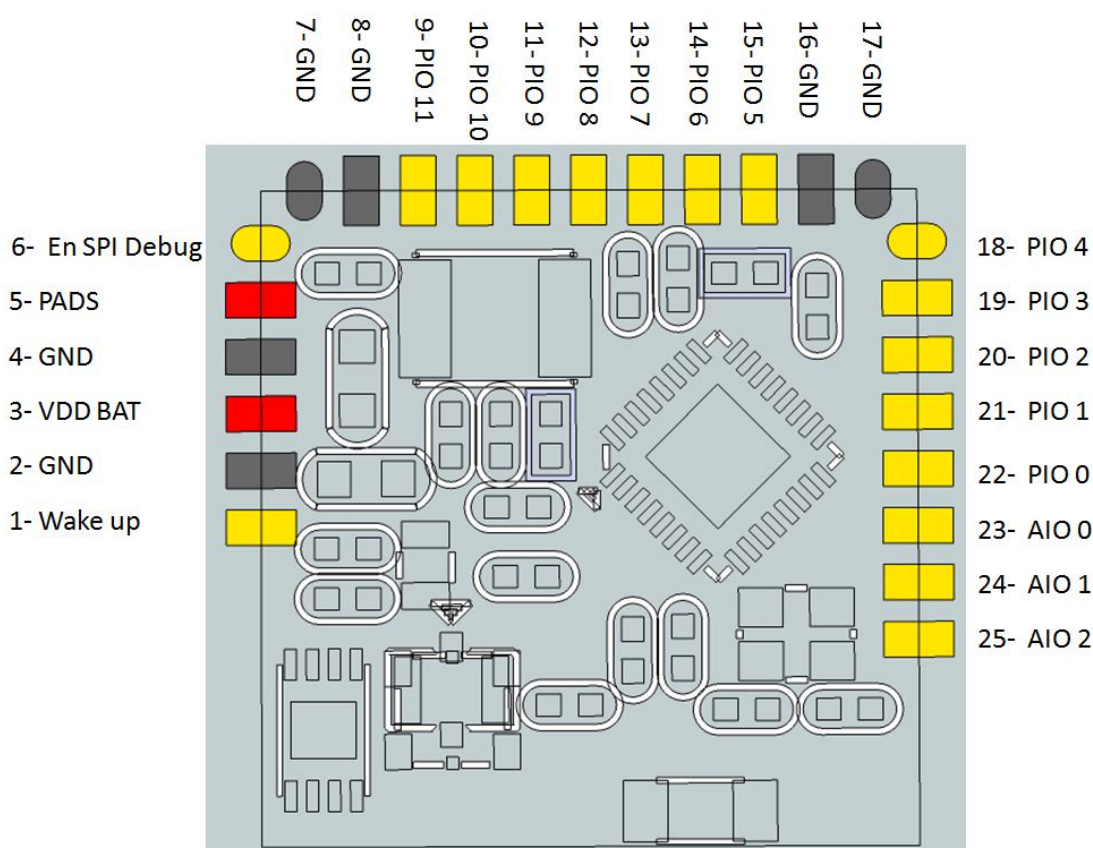 7- GND
8- GND
9- PIO 11
10- PIO 10
11- PIO 9
12- PIO 8
13- PIO 7
14- PIO 6
15- PIO 5
16- GND
17- GND
6- En SPI Debug
5- PADS
4- GND
3- VDD BAT
2- GND
1- Wake up
18- PIO 4
19- PIO 3
20- PIO 2
21- PIO 1
22- PIO 0
23- AIO 0
24- AIO 1
25- AIO 2